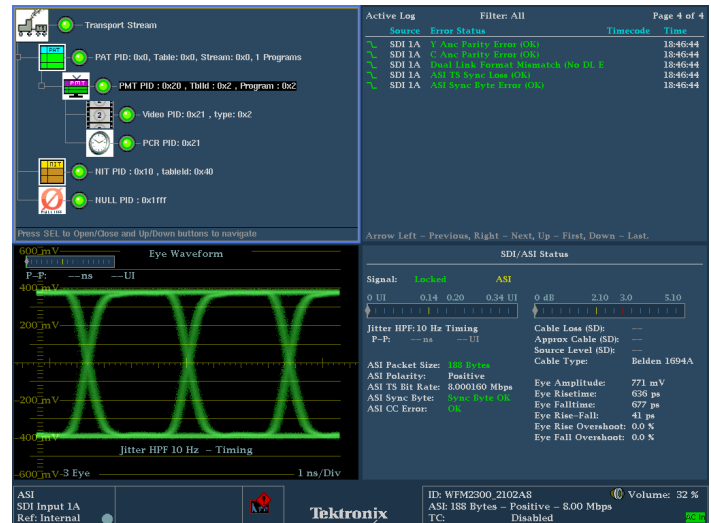 Transport Stream
PAT
PAT PID: 0x0, Table: 0x0, Stream: 0x0, 1 Programs
PMT
PMT PID : 0x20 , TblId : 0x2 , Program : 0x2
2
Video PID: 0x21 , type: 0x2
PCR PID: 0x21
NIT
NIT PID : 0x10 , tableId: 0x40
NULL PID : 0x1fff
Press SEL to Open/Close and Up/Down buttons to navigate
Active Log Filter: All Page 4 of 4
Source Error Status Timecode Time
SDI 1A Y Anc Parity Error (OK) 18:46:44
SDI 1A C Anc Parity Error (OK) 18:46:44
SDI 1A Dual Link Format Mismatch (No DL E 18:46:44
SDI 1A ASI TS Sync Loss (OK) 18:46:44
SDI 1A ASI Sync Byte Error (OK) 18:46:44
Arrow Left – Previous, Right – Next, Up – First, Down – Last.
600 mV Eye Waveform
P-P: --ns --UI
400 mV
200 mV
-200 mV
-400 mV
Jitter HPF 10 Hz – Timing
-600 mV-3 Eye 1 ns/Div
SDI/ASI Status
Signal: Locked ASI
0 UI 0.14 0.20 0.34 UI 0 dB 2.10 3.0 5.10
Jitter HPF: 10 Hz Timing Cable Loss (SD): --
P-P: -- ns --UI Approx Cable (SD): --
Source Level (SD): --
Cable Type: Belden 1694A
ASI Packet Size: 188 Bytes
ASI Polarity: Positive Eye Amplitude: 771 mV
ASI TS Bit Rate: 8.000160 Mbps Eye Risetime: 636 ps
ASI Sync Byte: Sync Byte OK Eye Falltime: 677 ps
ASI CC Error: OK Eye Rise-Fall: 41 ps
Eye Rise Overshoot: 0.0 %
Eye Fall Overshoot: 0.0 %
ASI
SDI Input 1A
Ref: Internal
Tektronix
ID: WFM2300_2102A8 Volume: 32 %
ASI: 188 Bytes – Positive – 8.00 Mbps
TC: Disabled AC In